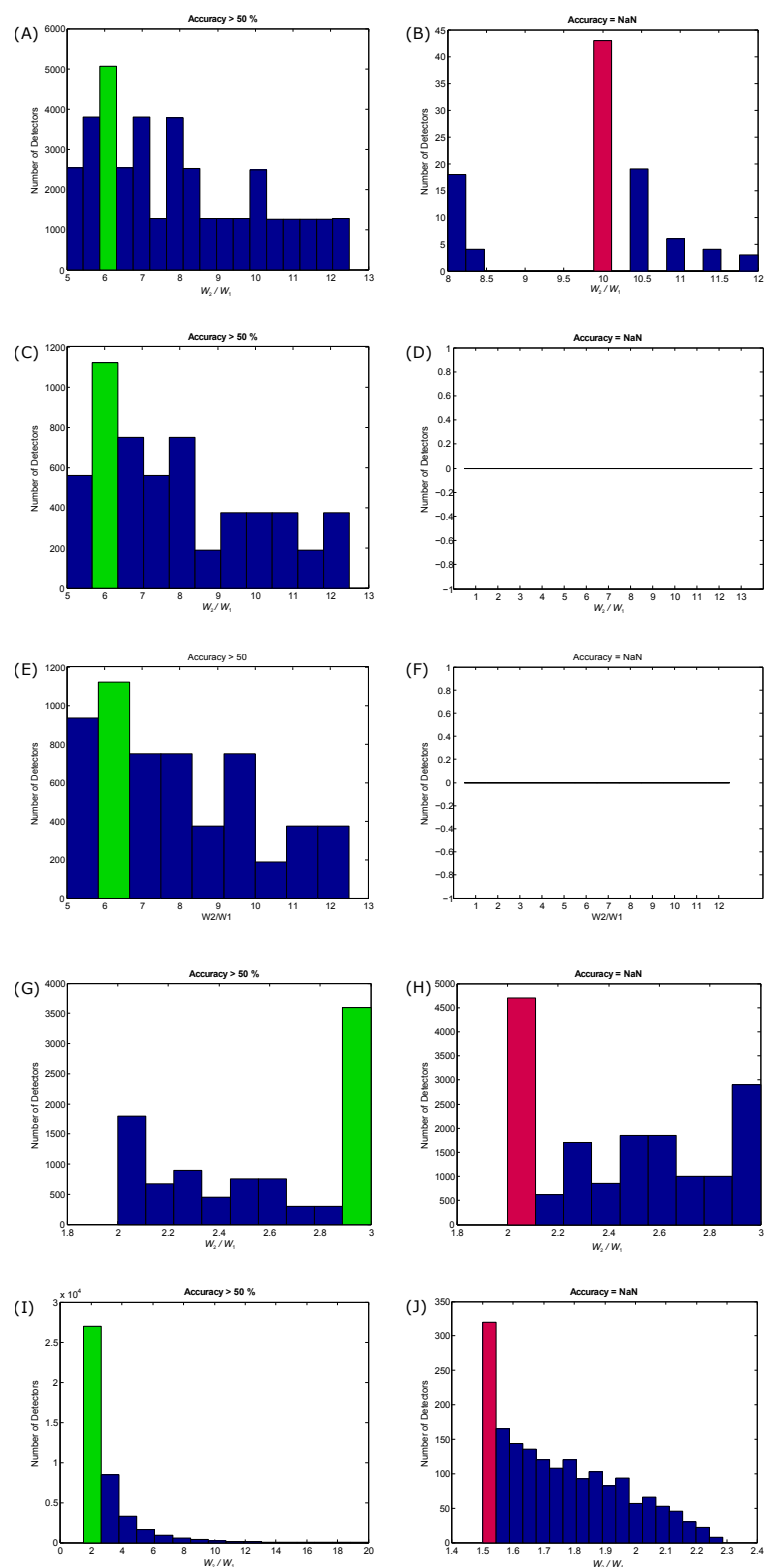 (A)
Accuracy > 50 %
Number of Detectors
6000
5000
4000
3000
2000
1000
0
5 6 7 8 9 10 11 12 13
W2 / W1
(B)
Accuracy = NaN
Number of Detectors
45
40
35
30
25
20
15
10
5
0
8 8.5 9 9.5 10 10.5 11 11.5 12
W2 / W1
(C)
Accuracy > 50 %
Number of Detectors
1200
1000
800
600
400
200
0
5 6 7 8 9 10 11 12 13
W2 / W1
(D)
Accuracy = NaN
Number of Detectors
1
0.8
0.6
0.4
0.2
0
−0.2
−0.4
−0.6
−0.8
−1
1 2 3 4 5 6 7 8 9 10 11 12 13
W2 / W1
(E)
Accuracy > 50
Number of Detectors
1200
1000
800
600
400
200
0
5 6 7 8 9 10 11 12 13
W2/W1
(F)
Accuracy = NaN
Number of Detectors
1
0.8
0.6
0.4
0.2
0
−0.2
−0.4
−0.6
−0.8
−1
1 2 3 4 5 6 7 8 9 10 11 12
W2/W1
(G)
Accuracy > 50 %
Number of Detectors
4000
3500
3000
2500
2000
1500
1000
500
0
1.8 2 2.2 2.4 2.6 2.8 3
W2 / W1
(H)
Accuracy = NaN
Number of Detectors
5000
4500
4000
3500
3000
2500
2000
1500
1000
500
0
1.8 2 2.2 2.4 2.6 2.8 3
W2 / W1
(I)
Accuracy > 50 %
x 10^4
Number of Detectors
3
2.5
2
1.5
1
0.5
0
0 2 4 6 8 10 12 14 16 18 20
(J)
Accuracy = NaN
Number of Detectors
350
300
250
200
150
100
50
0
1.4 1.5 1.6 1.7 1.8 1.9 2 2.1 2.2 2.3 2.4